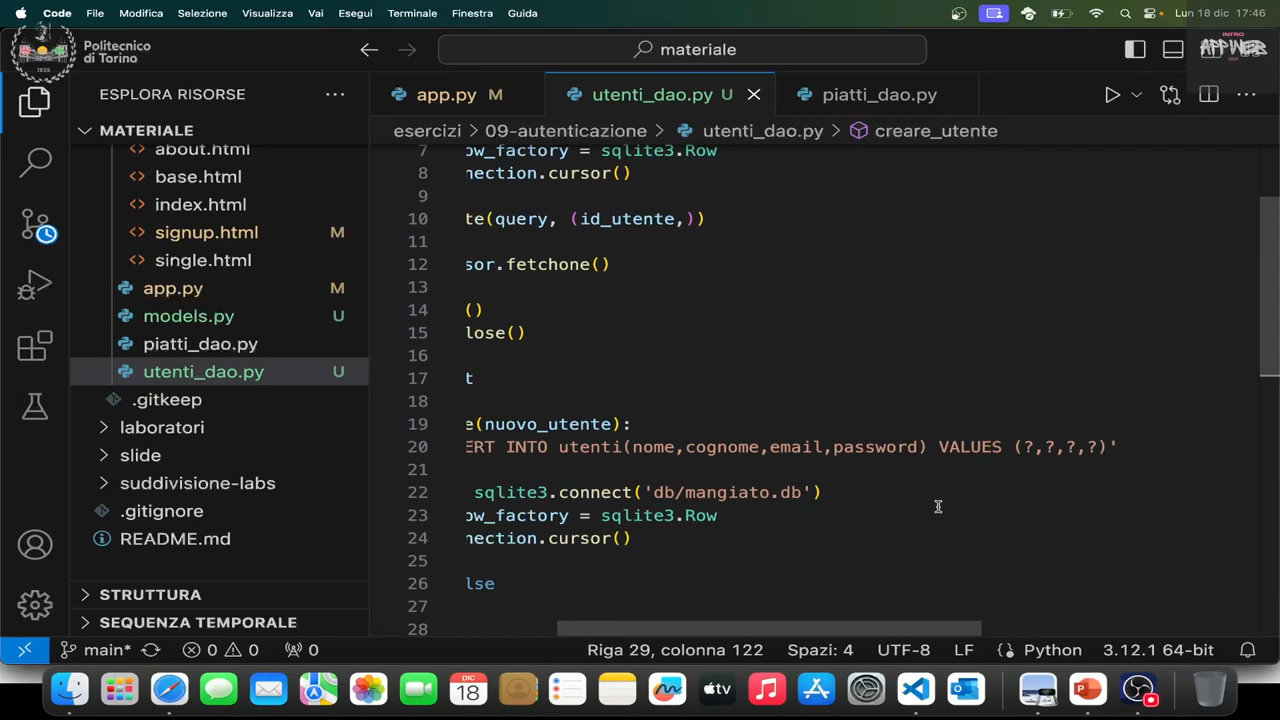 Code File Modifica Selezione Visualizza Vai Esegui Terminale Finestra Guida Lun 18 dic 17:46
Politecnico
di Torino
1859
materiale
INTRO
APPWEB
ESPLORA RISORSE
app.py M
utenti_dao.py U
piatti_dao.py
MATERIALE
esercizi > 09-autenticazione > utenti_dao.py > creare_utente
about.html
base.html
index.html
signup.html M
single.html
app.py M
models.py U
piatti_dao.py
utenti_dao.py U
.gitkeep
laboratori
slide
suddivisione-labs
.gitignore
README.md
STRUTTURA
SEQUENZA TEMPORALE
7 ow_factory = sqlite3.Row
8 nection.cursor()
9
10 te(query, (id_utente,))
11
12 sor.fetchone()
13
14 ()
15 lose()
16
17 t
18
19 e(nuovo_utente):
20 ERT INTO utenti(nome,cognome,email,password) VALUES (?,?,?,?)'
21
22 sqlite3.connect('db/mangiato.db')
23 ow_factory = sqlite3.Row
24 nection.cursor()
25
26 lse
27
28
main* 0 0 0 Riga 29, colonna 122 Spazi: 4 UTF-8 LF Python 3.12.1 64-bit
DIC
18
tv